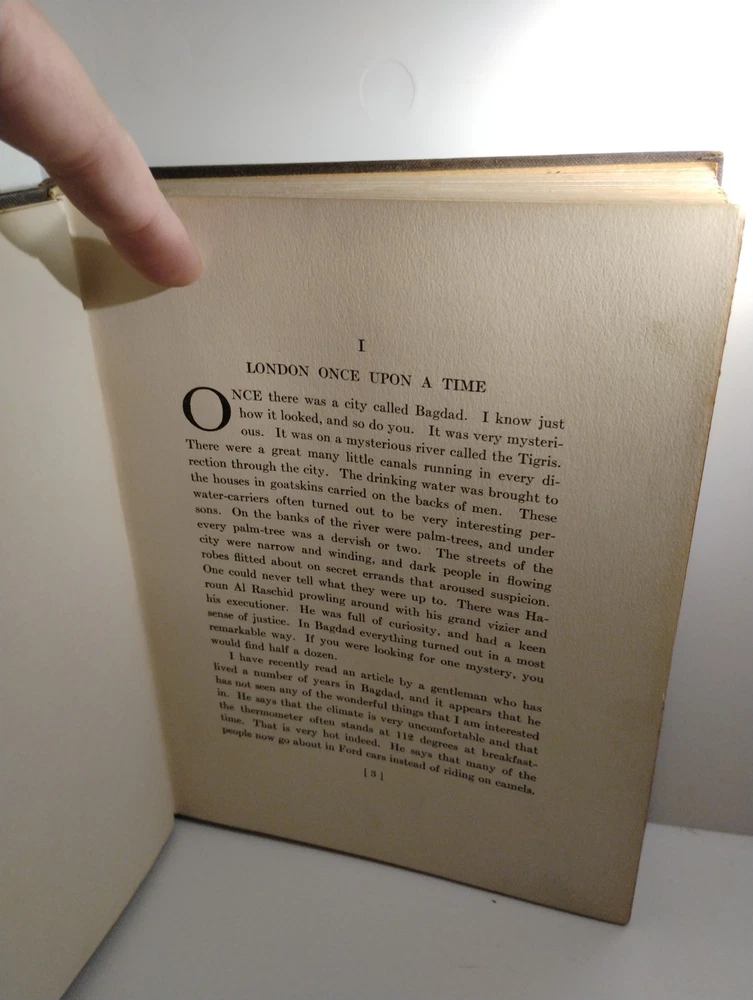 I
LONDON ONCE UPON A TIME
ONCE there was a city called Bagdad. I know just
how it looked, and so do you. It was very mysteri-
ous. It was on a mysterious river called the Tigris.
There were a great many little canals running in every di-
rection through the city. The drinking water was brought to
the houses in goatskins carried on the backs of men. These
water-carriers often turned out to be very interesting per-
sons. On the banks of the river were palm-trees, and under
every palm-tree was a dervish or two. The streets of the
city were narrow and winding, and dark people in flowing
robes flitted about on secret errands that aroused suspicion.
One could never tell what they were up to. There was Ha-
roun Al Raschid prowling around with his grand vizier and
his executioner. He was full of curiosity, and had a keen
sense of justice. In Bagdad everything turned out in a most
remarkable way. If you were looking for one mystery, you
would find half a dozen.
I have recently read an article by a gentleman who has
lived a number of years in Bagdad, and it appears that he
has not seen any of the wonderful things that I am interested
in. He says that the climate is very uncomfortable and that
the thermometer often stands at 112 degrees at breakfast-
time. That is very hot indeed. He says that many of the
people now go about in Ford cars instead of riding on camels.
[ 3 ]